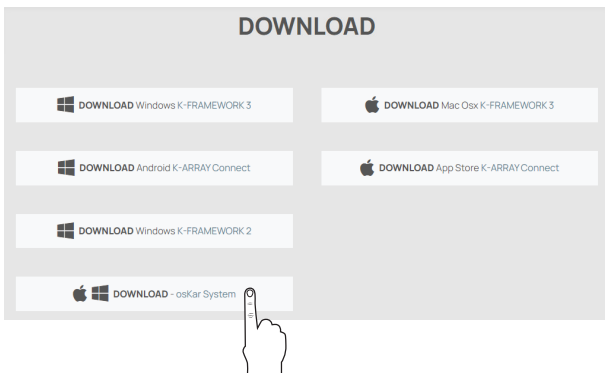 DOWNLOAD
DOWNLOAD Windows K-FRAMEWORK 3
DOWNLOAD Mac Osx K-FRAMEWORK 3
DOWNLOAD Android K-ARRAY Connect
DOWNLOAD App Store K-ARRAY Connect
DOWNLOAD Windows K-FRAMEWORK 2
DOWNLOAD - osKar System